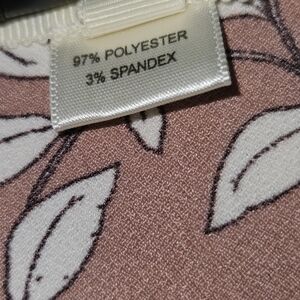 97% POLYESTER
3% SPANDEX